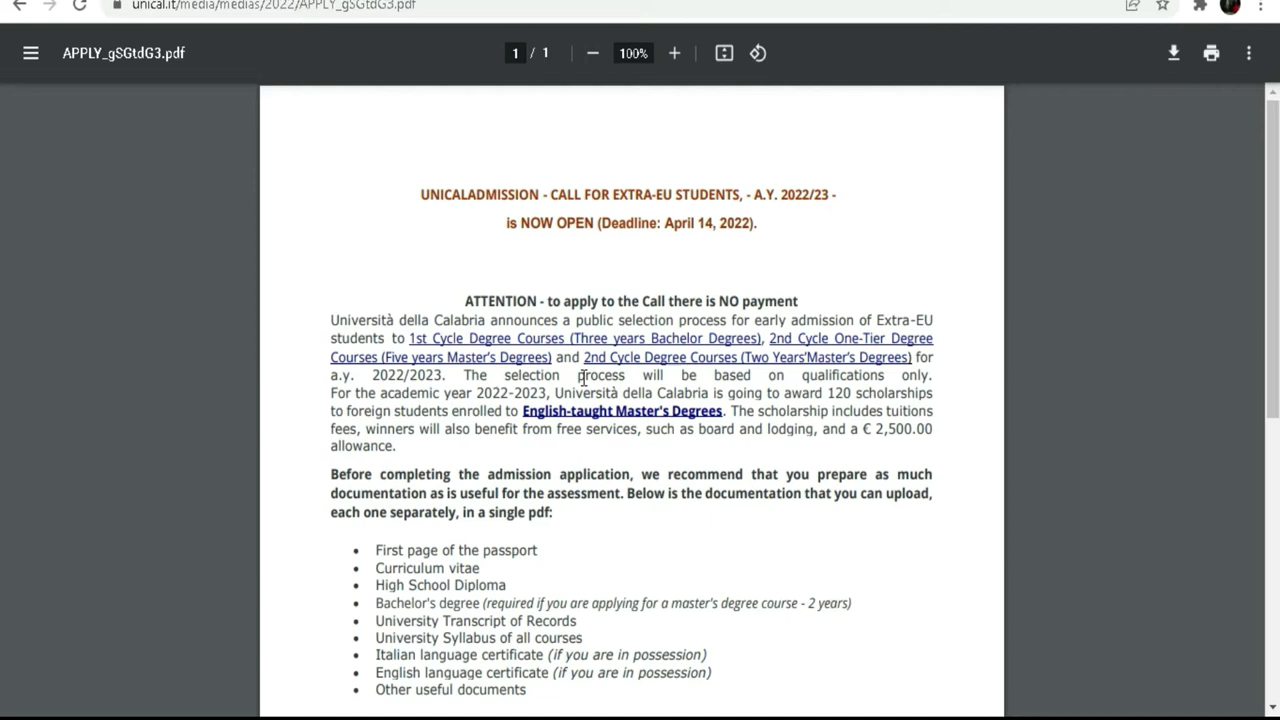 unical.it/media/medias/2022/APPLY_gSGtdG3.pdf
APPLY_gSGtdG3.pdf
1 / 1
100%
UNICALADMISSION - CALL FOR EXTRA-EU STUDENTS, - A.Y. 2022/23 -
is NOW OPEN (Deadline: April 14, 2022).
ATTENTION - to apply to the Call there is NO payment
Università della Calabria announces a public selection process for early admission of Extra-EU
students to 1st Cycle Degree Courses (Three years Bachelor Degrees), 2nd Cycle One-Tier Degree
Courses (Five years Master's Degrees) and 2nd Cycle Degree Courses (Two Years'Master's Degrees) for
a.y. 2022/2023. The selection process will be based on qualifications only.
For the academic year 2022-2023, Università della Calabria is going to award 120 scholarships
to foreign students enrolled to English-taught Master's Degrees. The scholarship includes tuitions
fees, winners will also benefit from free services, such as board and lodging, and a € 2,500.00
allowance.
Before completing the admission application, we recommend that you prepare as much
documentation as is useful for the assessment. Below is the documentation that you can upload,
each one separately, in a single pdf:
• First page of the passport
• Curriculum vitae
• High School Diploma
• Bachelor's degree (required if you are applying for a master's degree course - 2 years)
• University Transcript of Records
• University Syllabus of all courses
• Italian language certificate (if you are in possession)
• English language certificate (if you are in possession)
• Other useful documents